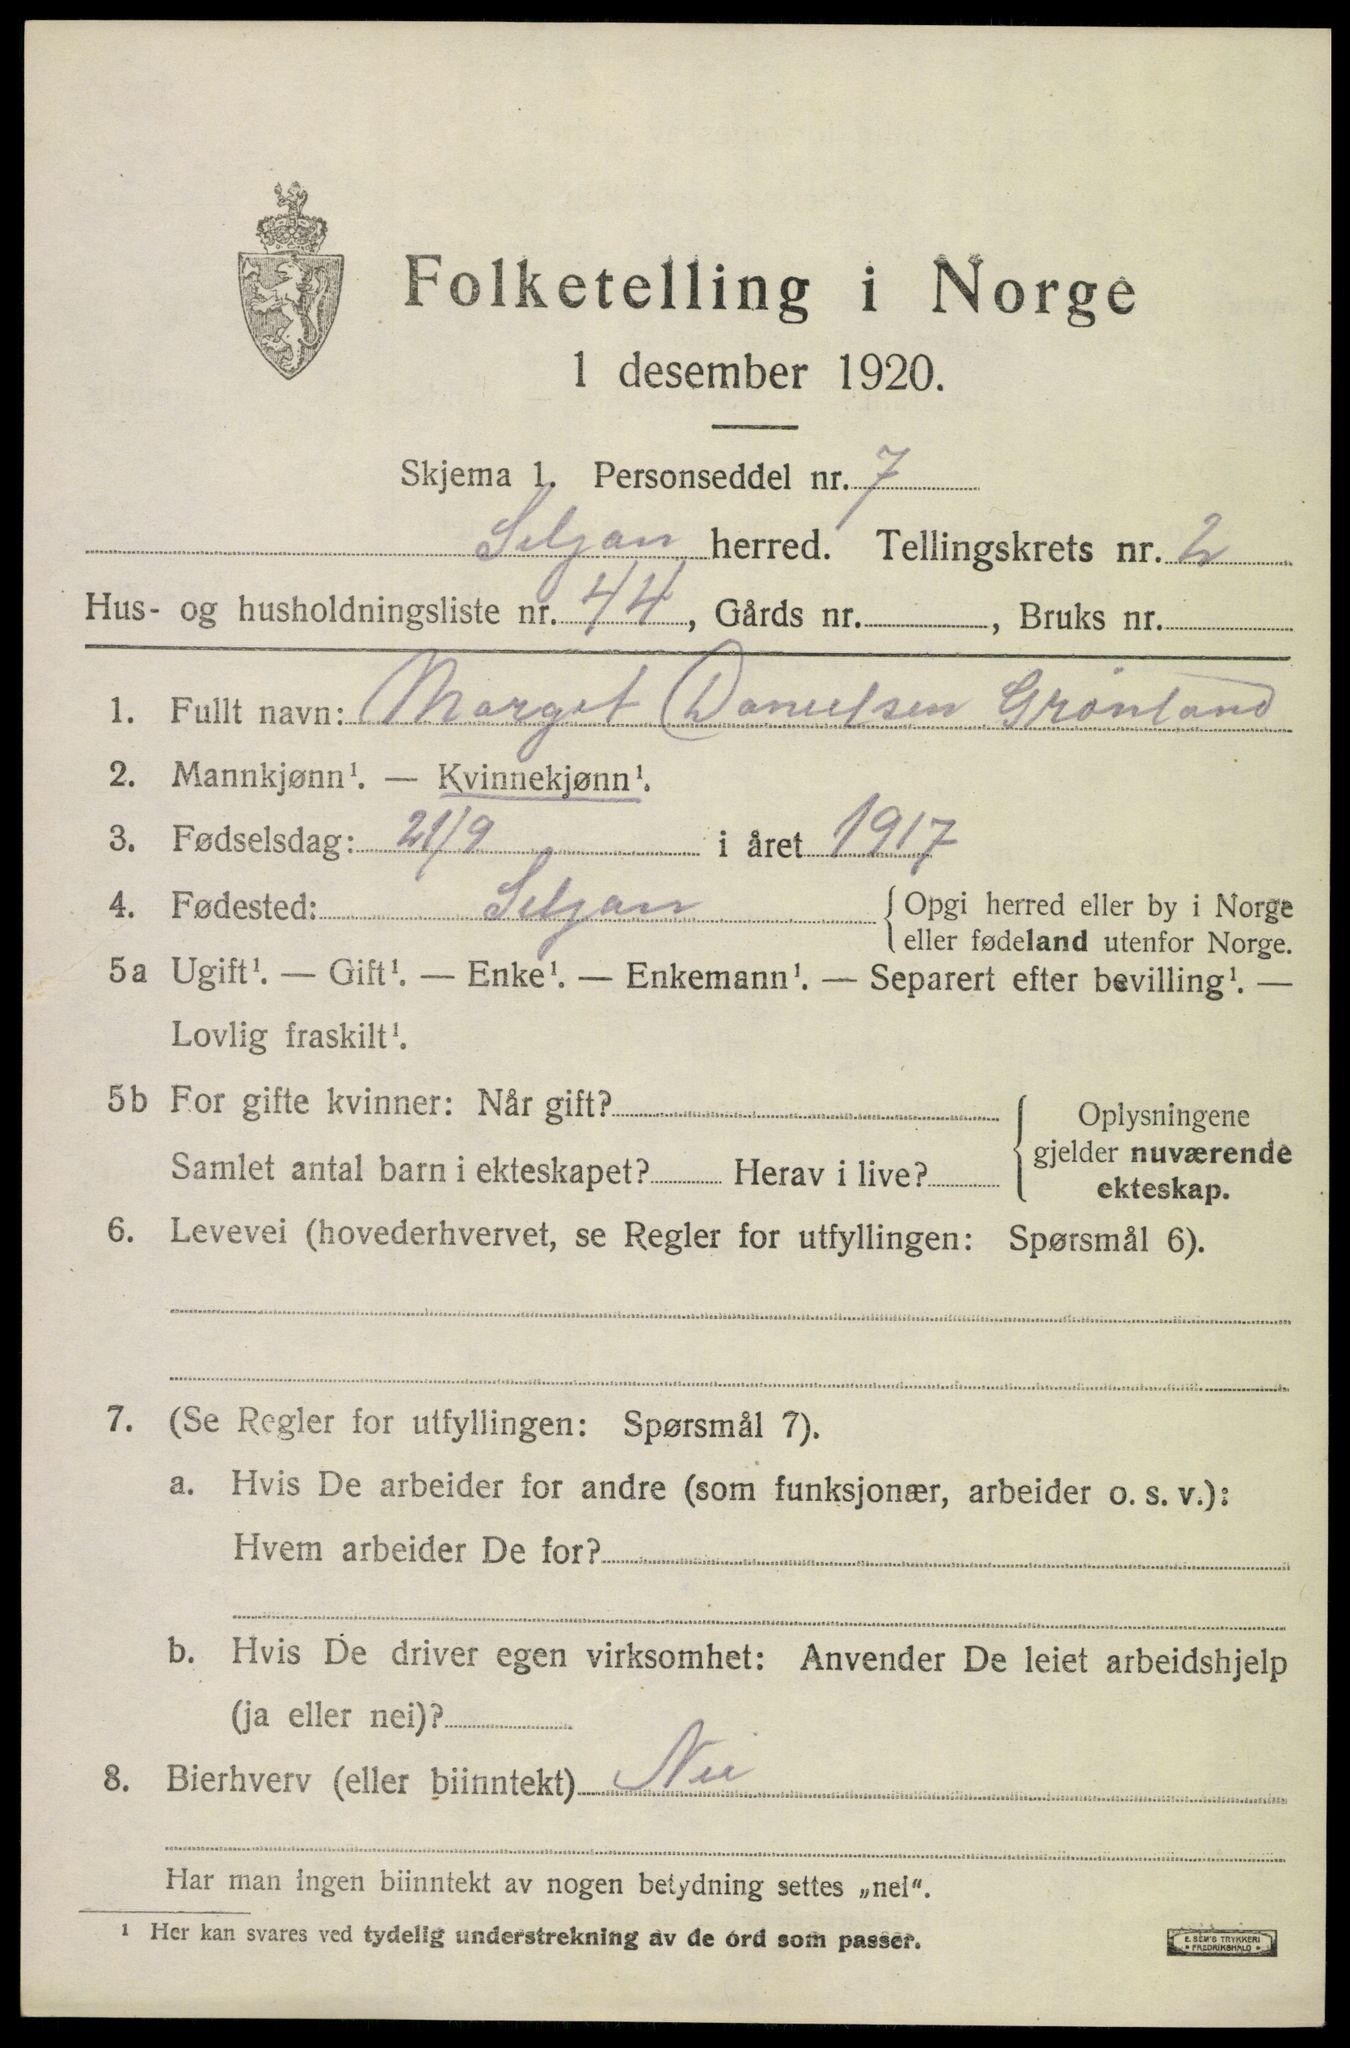 Folketelling i Norge
1 desember 1920.
Skjema 1. Personseddel nr. 7
Seljan herred. Tellingskrets nr. 2
Hus- og husholdningsliste nr. 44, Gårds nr. , Bruks nr.
1. Fullt navn: Margit Danielsen Grönland
2. Mannkjønn¹. — Kvinnekjønn¹.
3. Fødselsdag: 21/9 i året 1917
4. Fødested: Seljan { Opgi herred eller by i Norge
eller fødeland utenfor Norge.
5a Ugift¹. — Gift¹. — Enke¹. — Enkemann¹. — Separert efter bevilling¹. —
Lovlig fraskilt¹.
5b For gifte kvinner: Når gift?
Samlet antal barn i ekteskapet? Herav i live?
{ Oplysningene
gjelder nuværende
ekteskap.
6. Levevei (hovederhvervet, se Regler for utfyllingen: Spørsmål 6).
7. (Se Regler for utfyllingen: Spørsmål 7).
a. Hvis De arbeider for andre (som funksjonær, arbeider o. s. v.):
Hvem arbeider De for?
b. Hvis De driver egen virksomhet: Anvender De leiet arbeidshjelp
(ja eller nei)?
8. Bierhverv (eller biinntekt) Nei
Har man ingen biinntekt av nogen betydning settes „nei“.
¹ Her kan svares ved tydelig understrekning av de ord som passer.
E. SEM'S TRYKKERI
FREDRIKSHALD